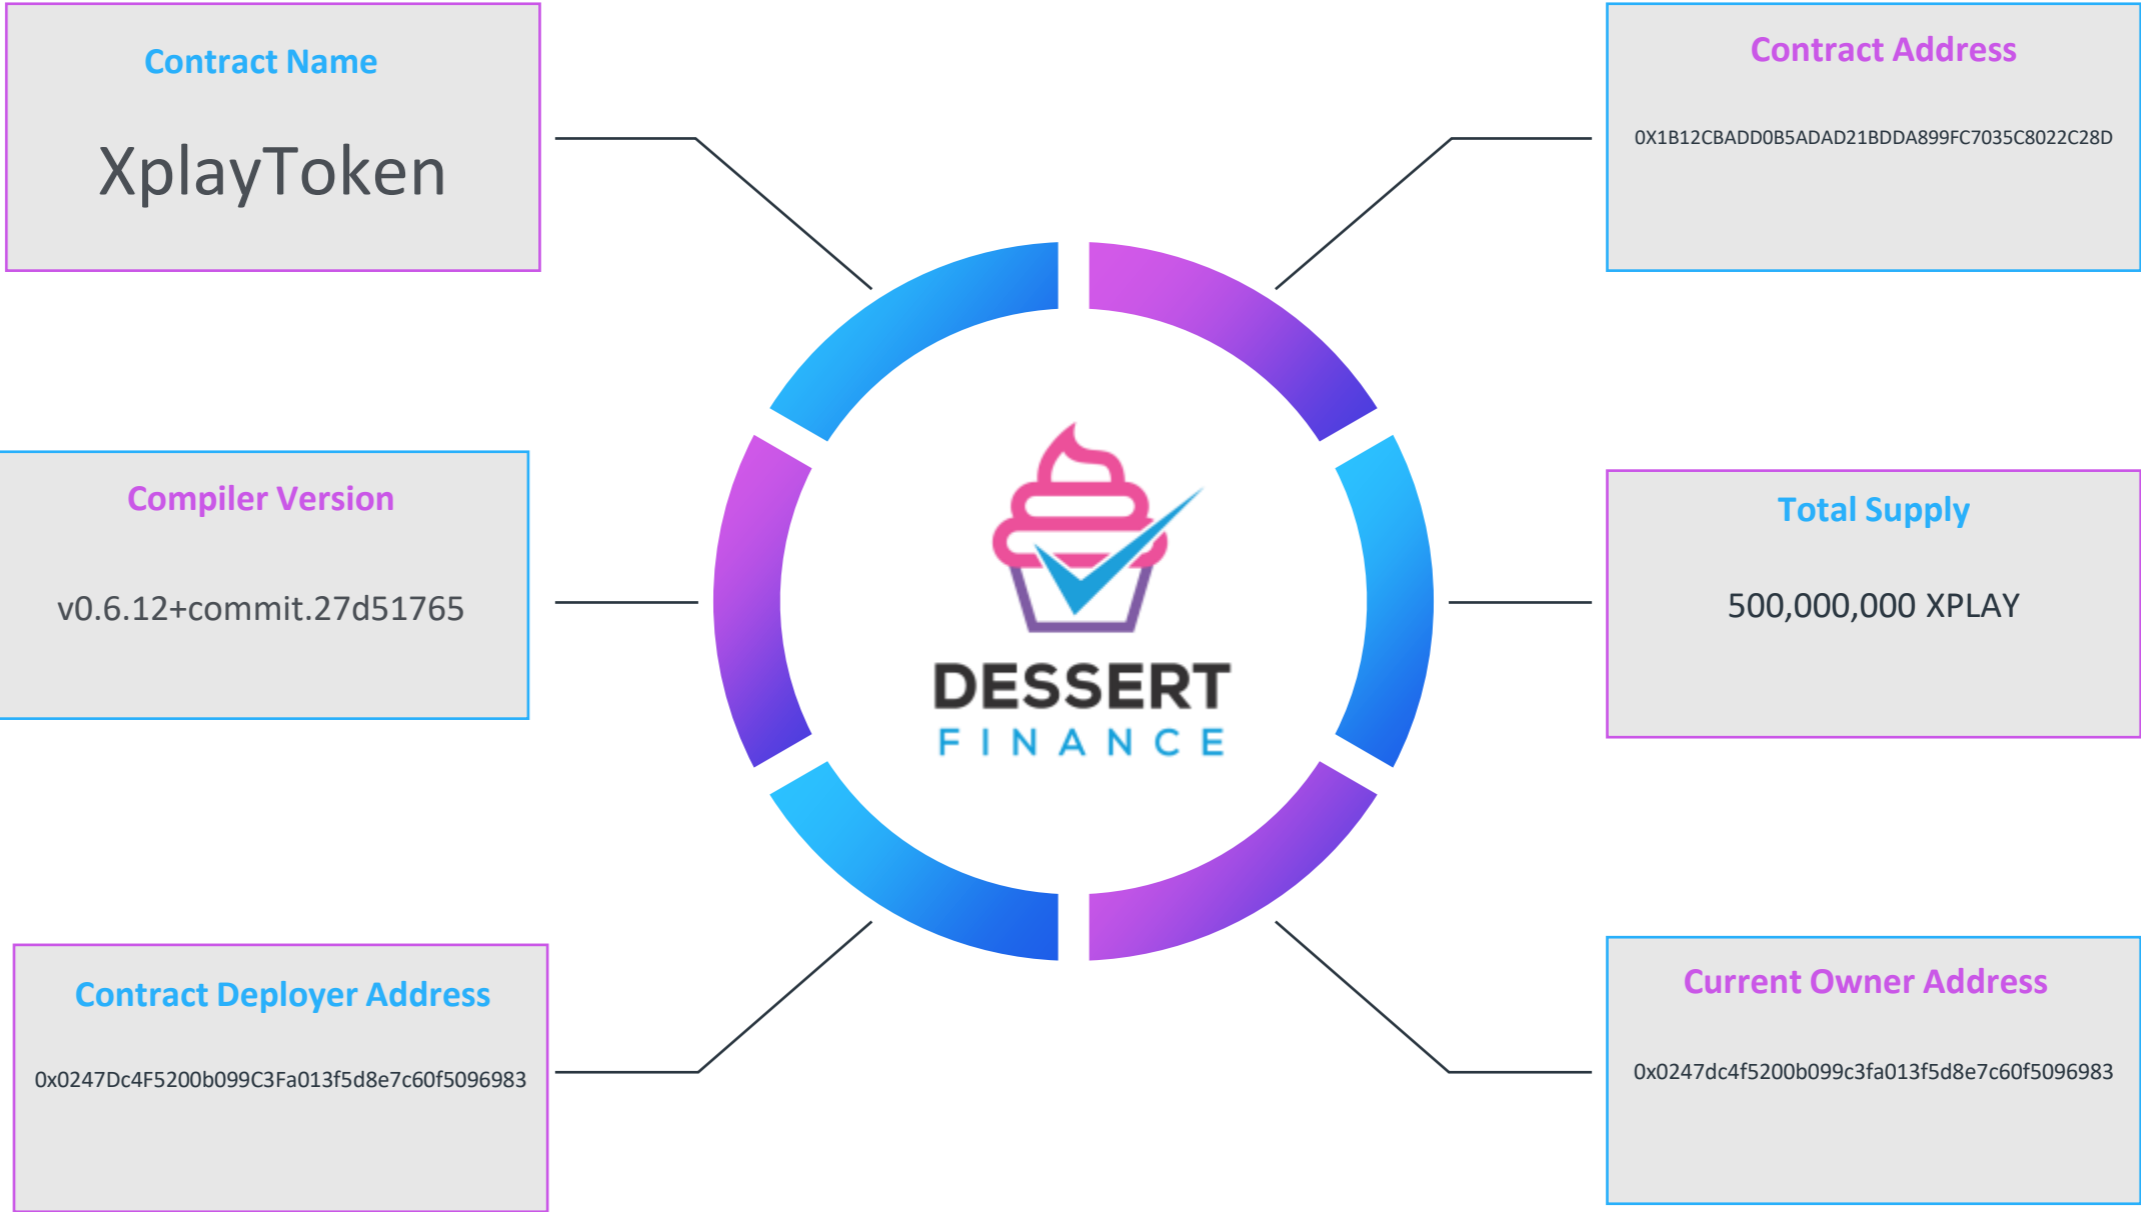 Contract Name
XplayToken
Contract Address
0X1B12CBADD0B5ADAD21BDDA899FC7035C8022C28D
Compiler Version
v0.6.12+commit.27d51765
DESSERT
FINANCE
Total Supply
500,000,000 XPLAY
Contract Deployer Address
0x0247Dc4F5200b099C3Fa013f5d8e7c60f5096983
Current Owner Address
0x0247dc4f5200b099c3fa013f5d8e7c60f5096983